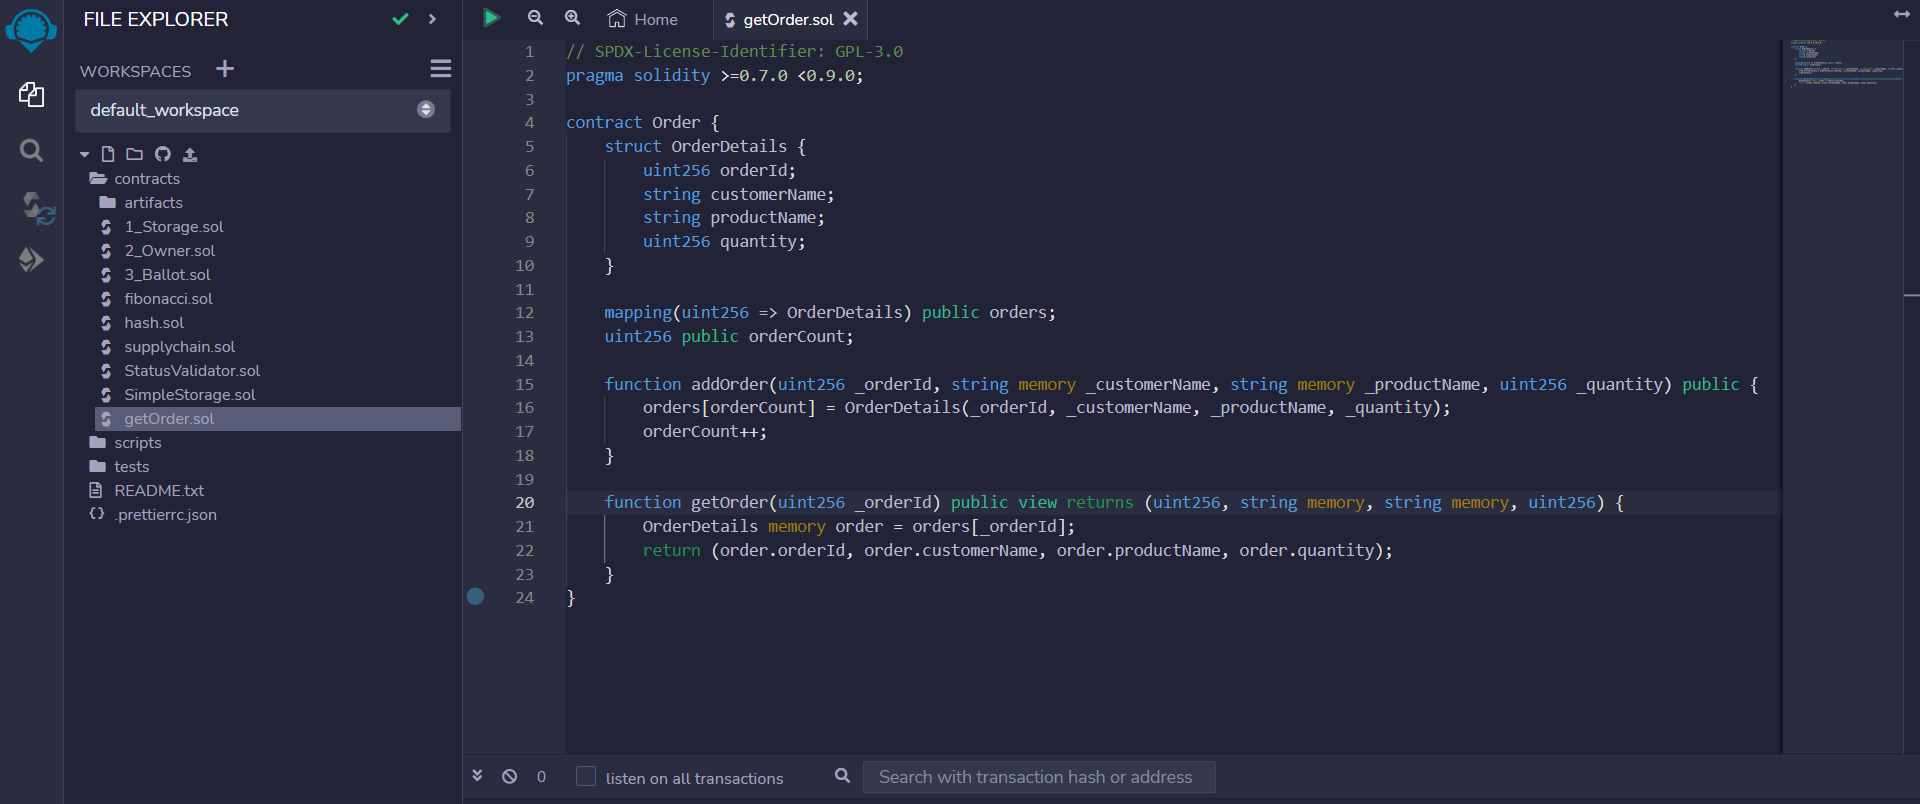 FILE EXPLORER
WORKSPACES
default_workspace
contracts
artifacts
1_Storage.sol
2_Owner.sol
3_Ballot.sol
fibonacci.sol
hash.sol
supplychain.sol
StatusValidator.sol
SimpleStorage.sol
getOrder.sol
scripts
tests
README.txt
{} .prettierrc.json
Home
getOrder.sol
1 // SPDX-License-Identifier: GPL-3.0
2 pragma solidity >=0.7.0 <0.9.0;
3
4 contract Order {
5 struct OrderDetails {
6 uint256 orderId;
7 string customerName;
8 string productName;
9 uint256 quantity;
10 }
11
12 mapping(uint256 => OrderDetails) public orders;
13 uint256 public orderCount;
14
15 function addOrder(uint256 _orderId, string memory _customerName, string memory _productName, uint256 _quantity) public {
16 orders[orderCount] = OrderDetails(_orderId, _customerName, _productName, _quantity);
17 orderCount++;
18 }
19
20 function getOrder(uint256 _orderId) public view returns (uint256, string memory, string memory, uint256) {
21 OrderDetails memory order = orders[_orderId];
22 return (order.orderId, order.customerName, order.productName, order.quantity);
23 }
24 }
0 listen on all transactions Search with transaction hash or address